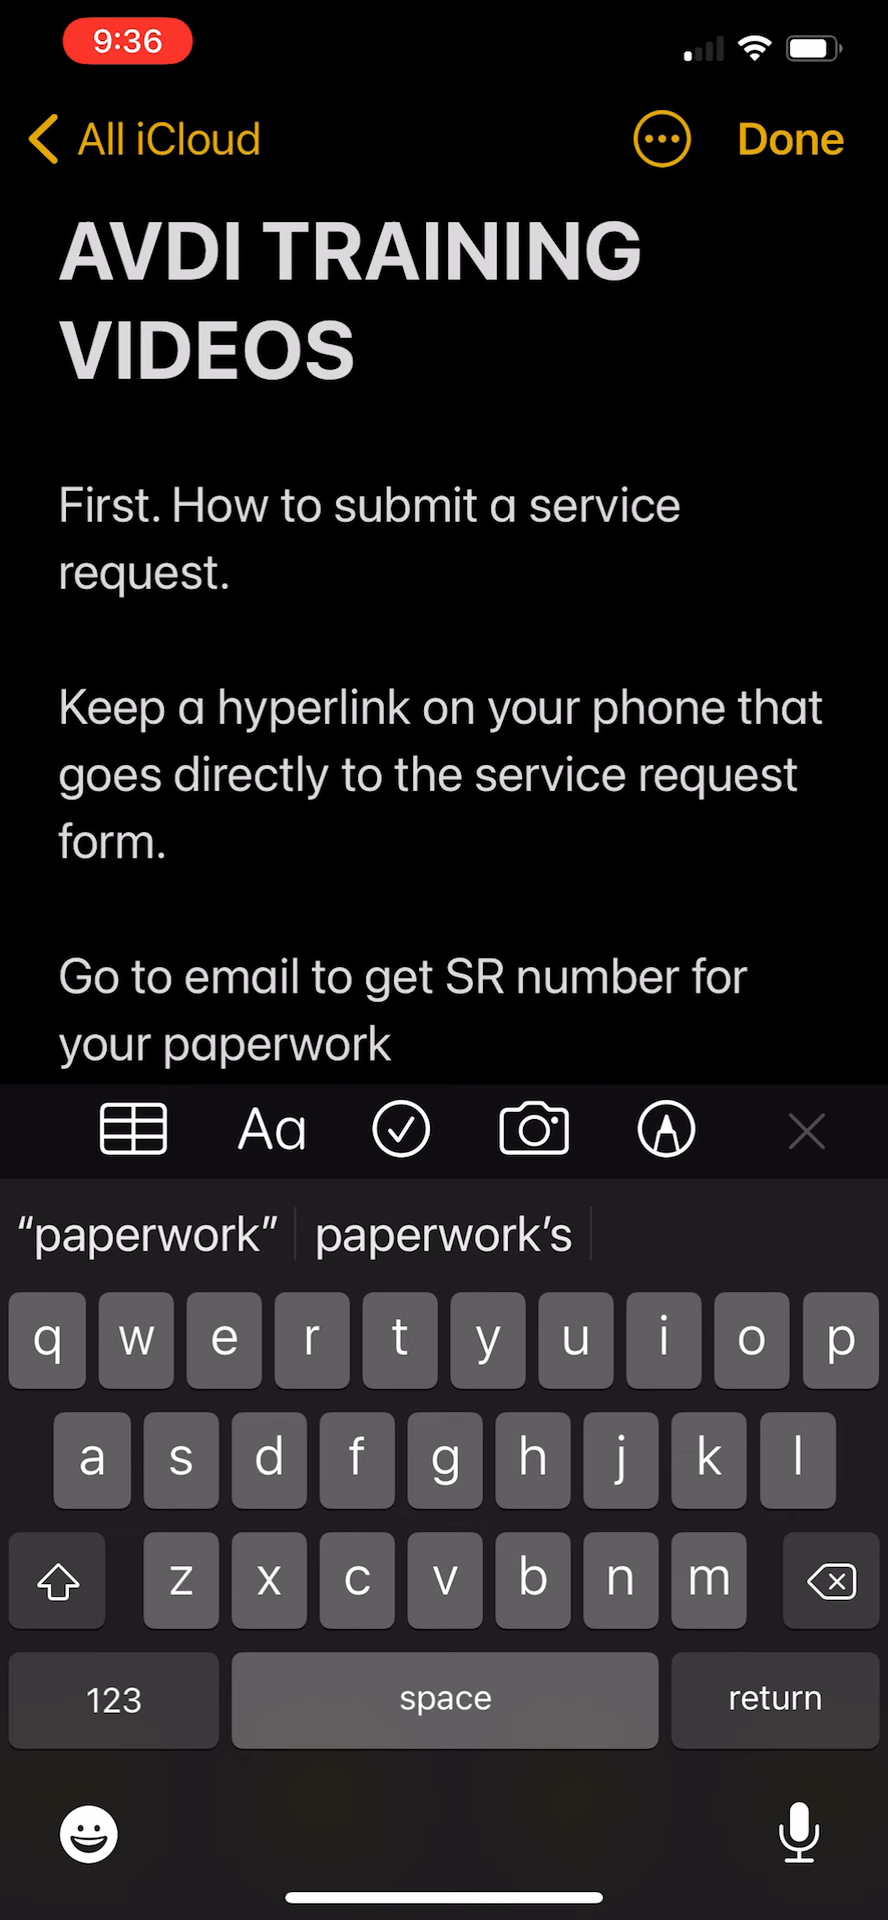 9:36
All iCloud
Done
AVDI TRAINING
VIDEOS
First. How to submit a service
request.
Keep a hyperlink on your phone that
goes directly to the service request
form.
Go to email to get SR number for
your paperwork
Aa
“paperwork” paperwork’s
q w e r t y u i o p
a s d f g h j k l
z x c v b n m
123 space return